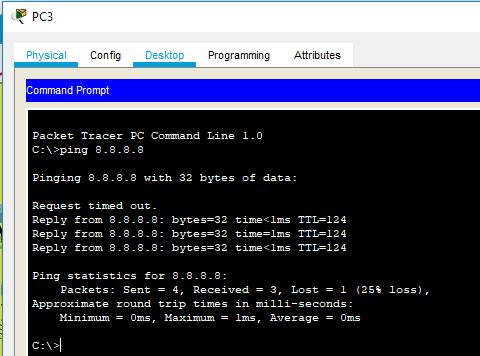 PC3
Physical Config Desktop Programming Attributes
Command Prompt
Packet Tracer PC Command Line 1.0
C:\>ping 8.8.8.8
Pinging 8.8.8.8 with 32 bytes of data:
Request timed out.
Reply from 8.8.8.8: bytes=32 time<1ms TTL=124
Reply from 8.8.8.8: bytes=32 time=1ms TTL=124
Reply from 8.8.8.8: bytes=32 time<1ms TTL=124
Ping statistics for 8.8.8.8:
Packets: Sent = 4, Received = 3, Lost = 1 (25% loss),
Approximate round trip times in milli-seconds:
Minimum = 0ms, Maximum = 1ms, Average = 0ms
C:\>